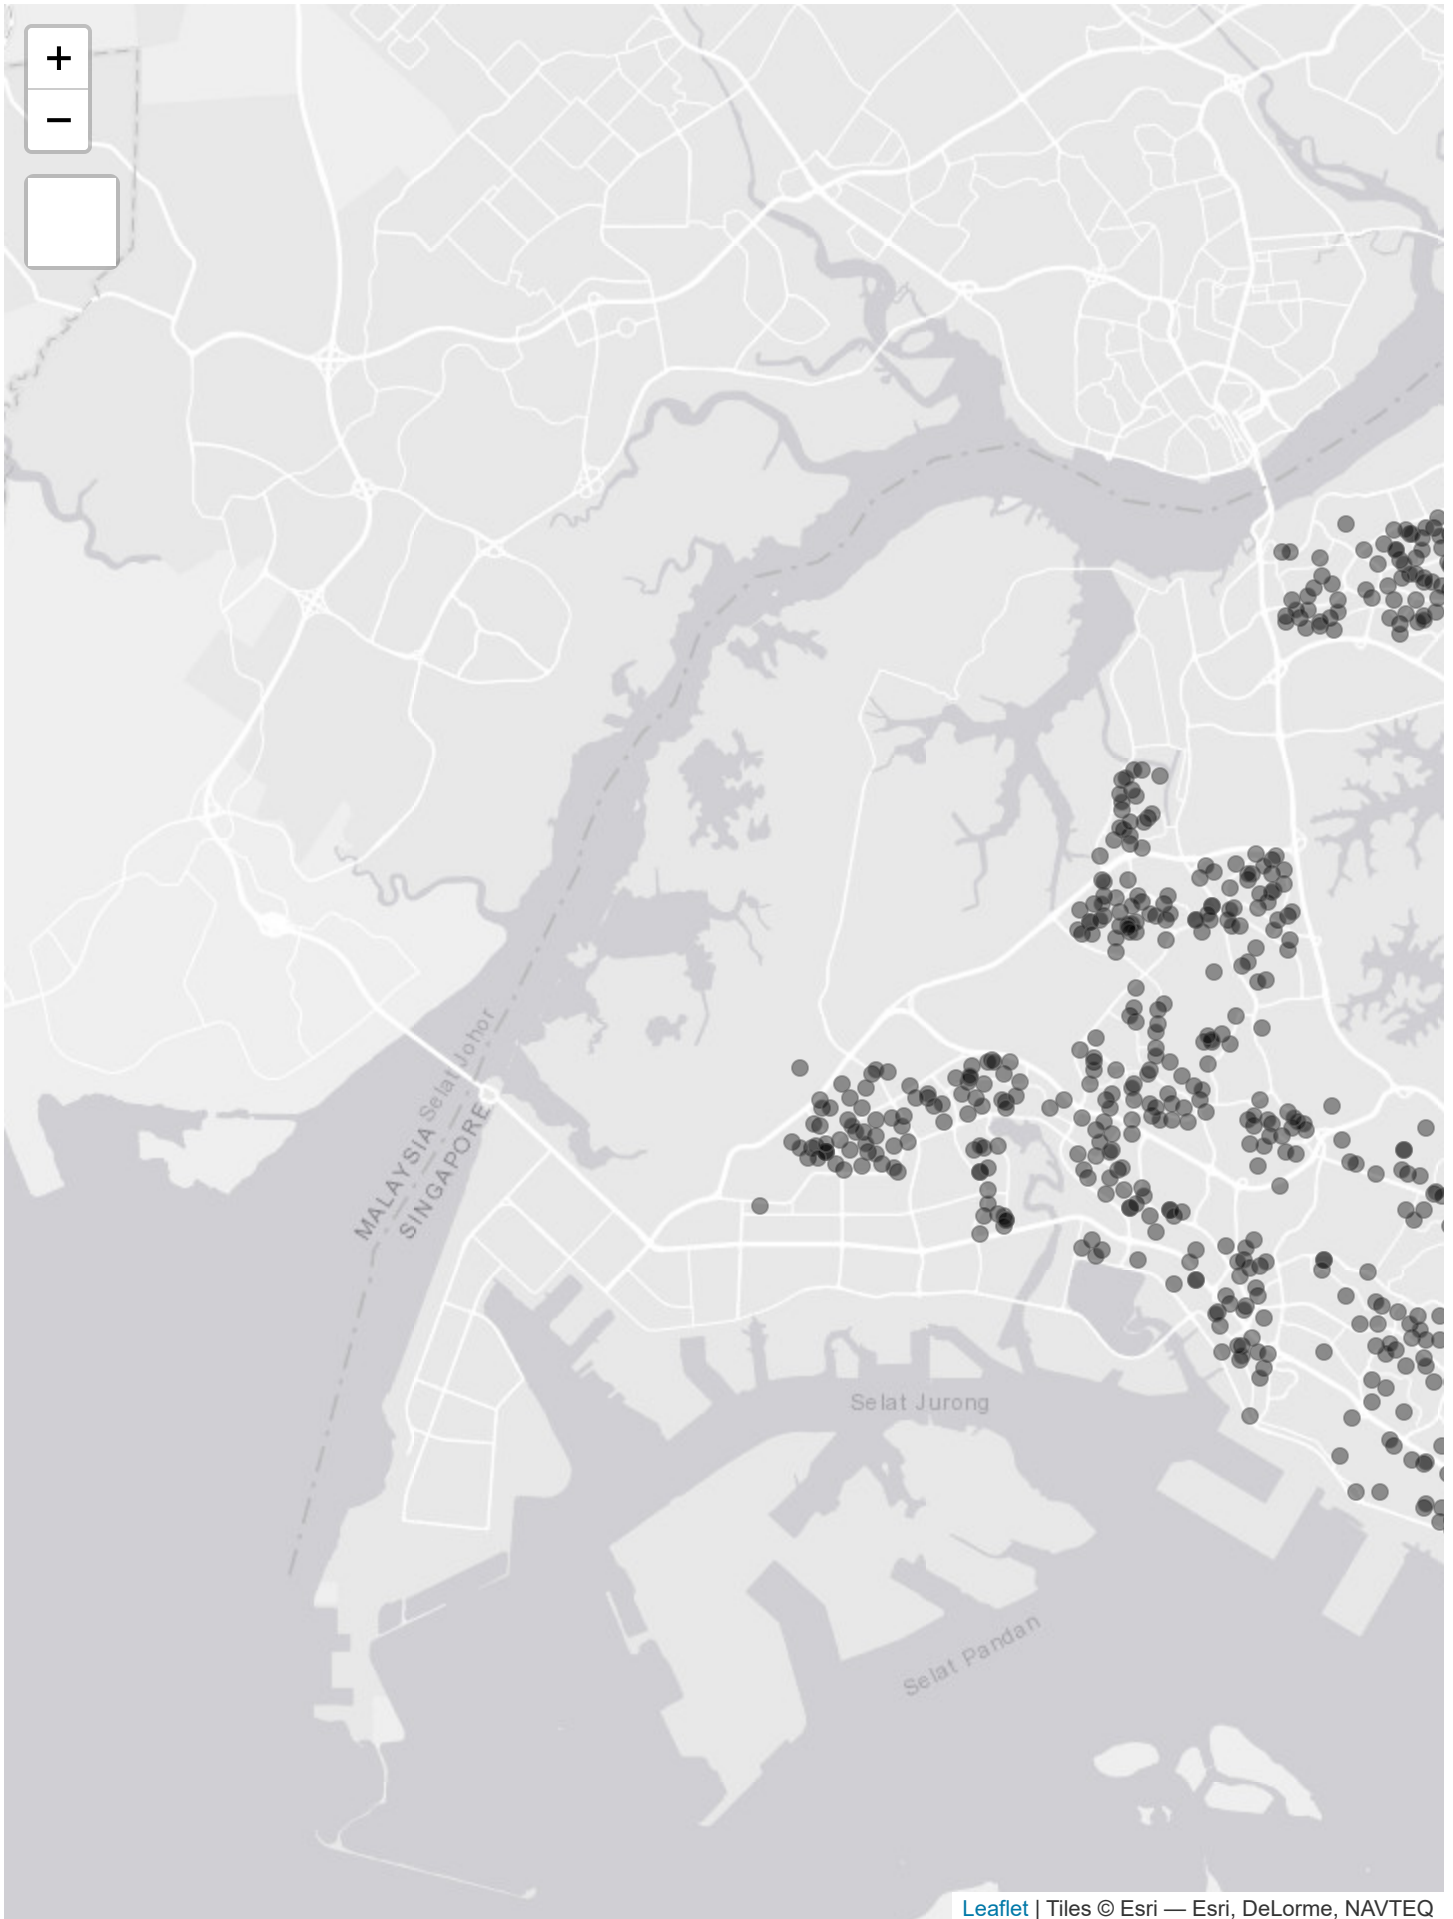 +
−
Selat Johor
MALAYSIA
SINGAPORE
Selat Jurong
Selat Pandan
Leaflet | Tiles © Esri — Esri, DeLorme, NAVTEQ